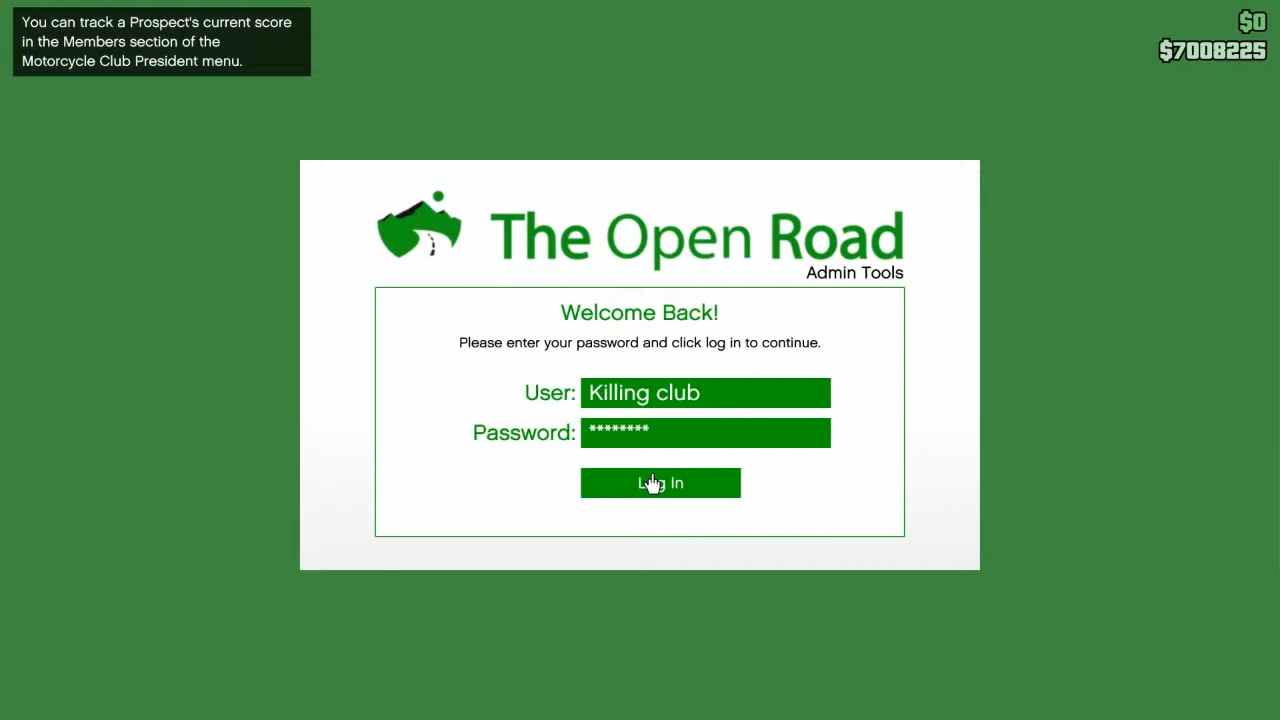 You can track a Prospect's current score
in the Members section of the
Motorcycle Club President menu.
$0
$7008225
The Open Road
Admin Tools
Welcome Back!
Please enter your password and click log in to continue.
User: Killing club
Password: ********
Log In